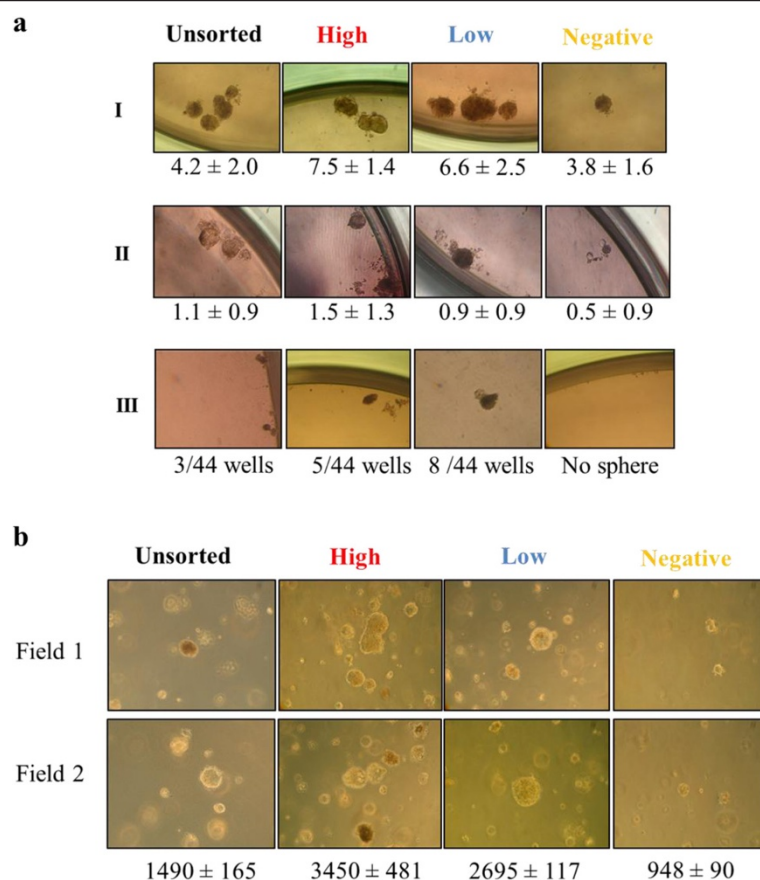 a
Unsorted High Low Negative
I
4.2 ± 2.0 7.5 ± 1.4 6.6 ± 2.5 3.8 ± 1.6
II
1.1 ± 0.9 1.5 ± 1.3 0.9 ± 0.9 0.5 ± 0.9
III
3/44 wells 5/44 wells 8 /44 wells No sphere
b
Unsorted High Low Negative
Field 1
Field 2
1490 ± 165 3450 ± 481 2695 ± 117 948 ± 90